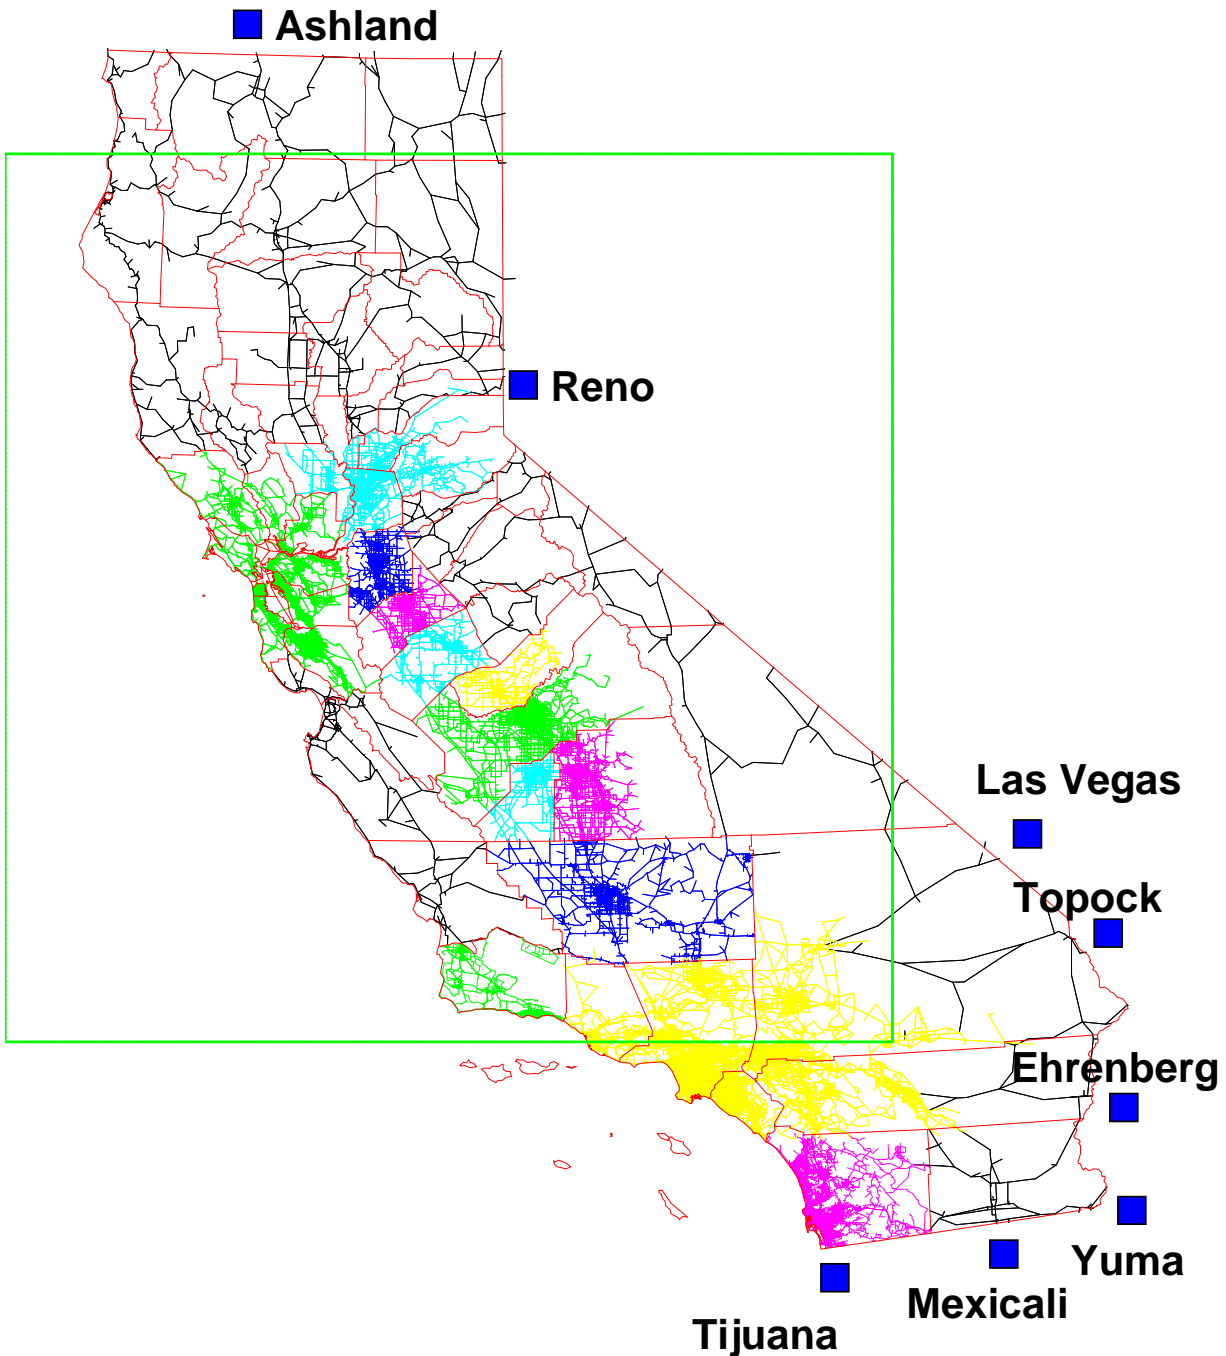 Ashland
Reno
Las Vegas
Topock
Ehrenberg
Yuma
Mexicali
Tijuana